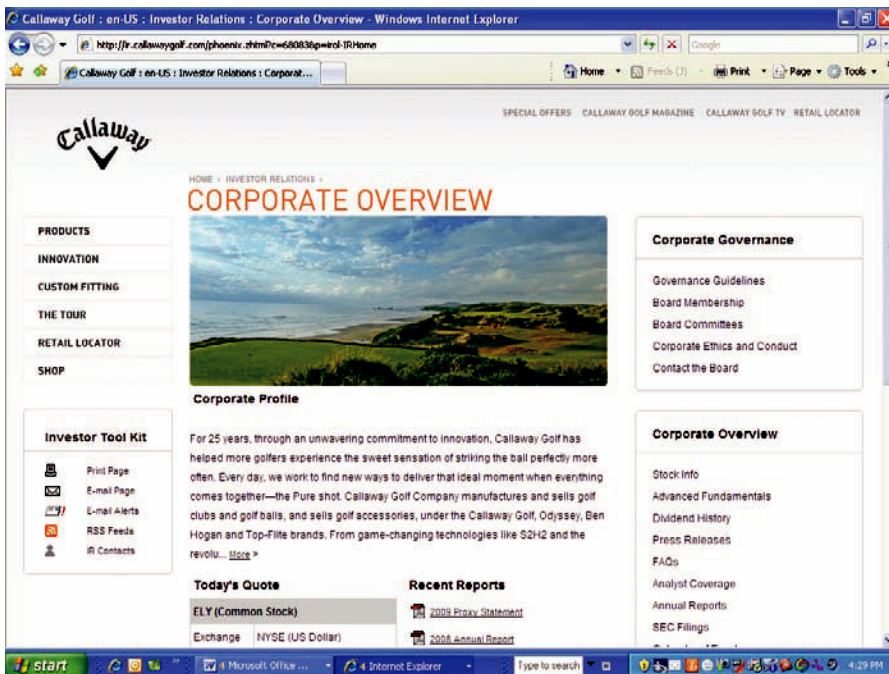 Callaway Golf : en-US : Investor Relations : Corporate Overview - Windows Internet Explorer
http://ir.callawaygolf.com/phoenix.zhtml?c=68083&p=irol-IRHome
Google
Callaway Golf : en-US : Investor Relations : Corporat...
Home
Feeds (J)
Print
Page
Tools
SPECIAL OFFERS CALLAWAY GOLF MAGAZINE CALLAWAY GOLF TV RETAIL LOCATOR
Callaway
HOME > INVESTOR RELATIONS >
CORPORATE OVERVIEW
PRODUCTS
INNOVATION
CUSTOM FITTING
THE TOUR
RETAIL LOCATOR
SHOP
Investor Tool Kit
Print Page
E-mail Page
E-mail Alerts
RSS Feeds
IR Contacts
Corporate Profile
For 25 years, through an unwavering commitment to innovation, Callaway Golf has
helped more golfers experience the sweet sensation of striking the ball perfectly more
often. Every day, we work to find new ways to deliver that ideal moment when everything
comes together—the Pure shot. Callaway Golf Company manufactures and sells golf
clubs and golf balls, and sells golf accessories, under the Callaway Golf, Odyssey, Ben
Hogan and Top-Flite brands. From game-changing technologies like S2H2 and the
revolu... More »
Today's Quote
ELY (Common Stock)
Exchange NYSE (US Dollar)
Recent Reports
2009 Proxy Statement
2008 Annual Report
Corporate Governance
Governance Guidelines
Board Membership
Board Committees
Corporate Ethics and Conduct
Contact the Board
Corporate Overview
Stock Info
Advanced Fundamentals
Dividend History
Press Releases
FAQs
Analyst Coverage
Annual Reports
SEC Filings
start
4 Microsoft Office ...
4 Internet Explorer
Type to search
4:29 PM